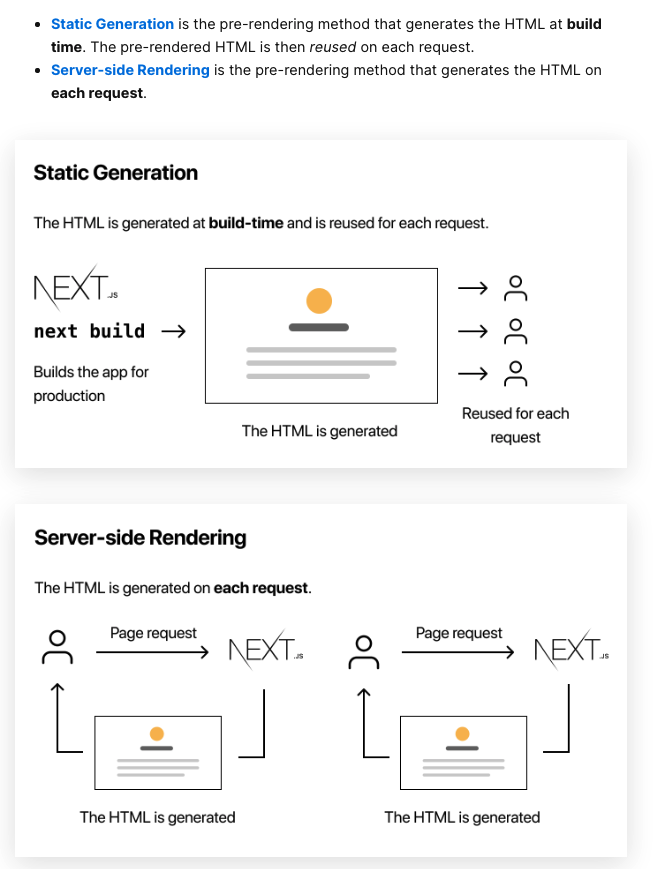 Static Generation is the pre-rendering method that generates the HTML at build
time. The pre-rendered HTML is then reused on each request.
Server-side Rendering is the pre-rendering method that generates the HTML on
each request.
Static Generation
The HTML is generated at build-time and is reused for each request.
NEXT.JS
next build
Builds the app for
production
The HTML is generated
Reused for each
request
Server-side Rendering
The HTML is generated on each request.
Page request
NEXT.JS
The HTML is generated
Page request
NEXT.JS
The HTML is generated